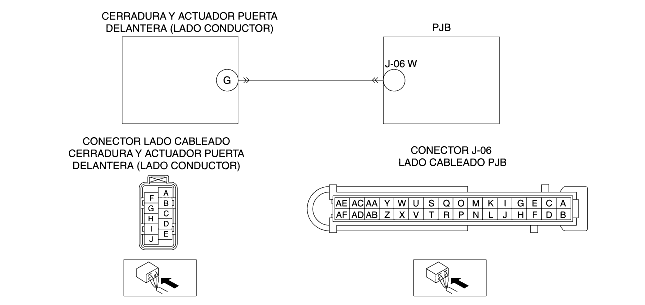 CERRADURA Y ACTUADOR PUERTA
DELANTERA (LADO CONDUCTOR)
PJB
G
J-06 W
CONECTOR LADO CABLEADO
CERRADURA Y ACTUADOR PUERTA
DELANTERA (LADO CONDUCTOR)
CONECTOR J-06
LADO CABLEADO PJB
F A
G B
H C
I D
J E
AE AC AA Y W U S Q O M K I G E C A
AF AD AB Z X V T R P N L J H F D B